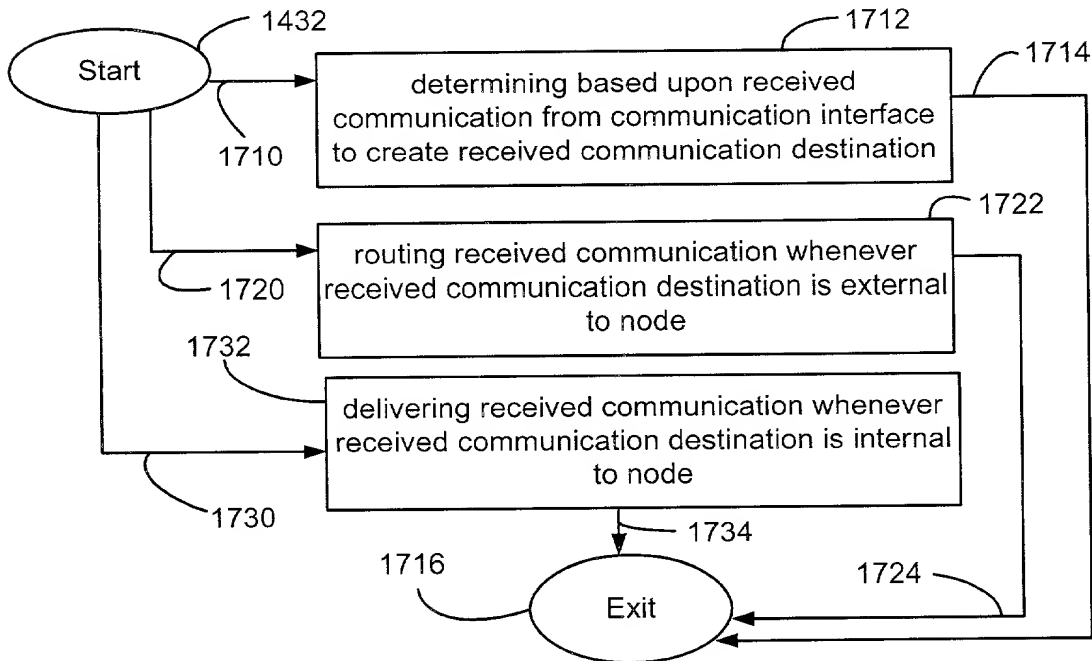 1432
1712
1714
Start
determining based upon received
communication from communication interface
to create received communication destination
1710
1722
routing received communication whenever
received communication destination is external
to node
1720
1732
delivering received communication whenever
received communication destination is internal
to node
1730
1734
1716
1724
Exit